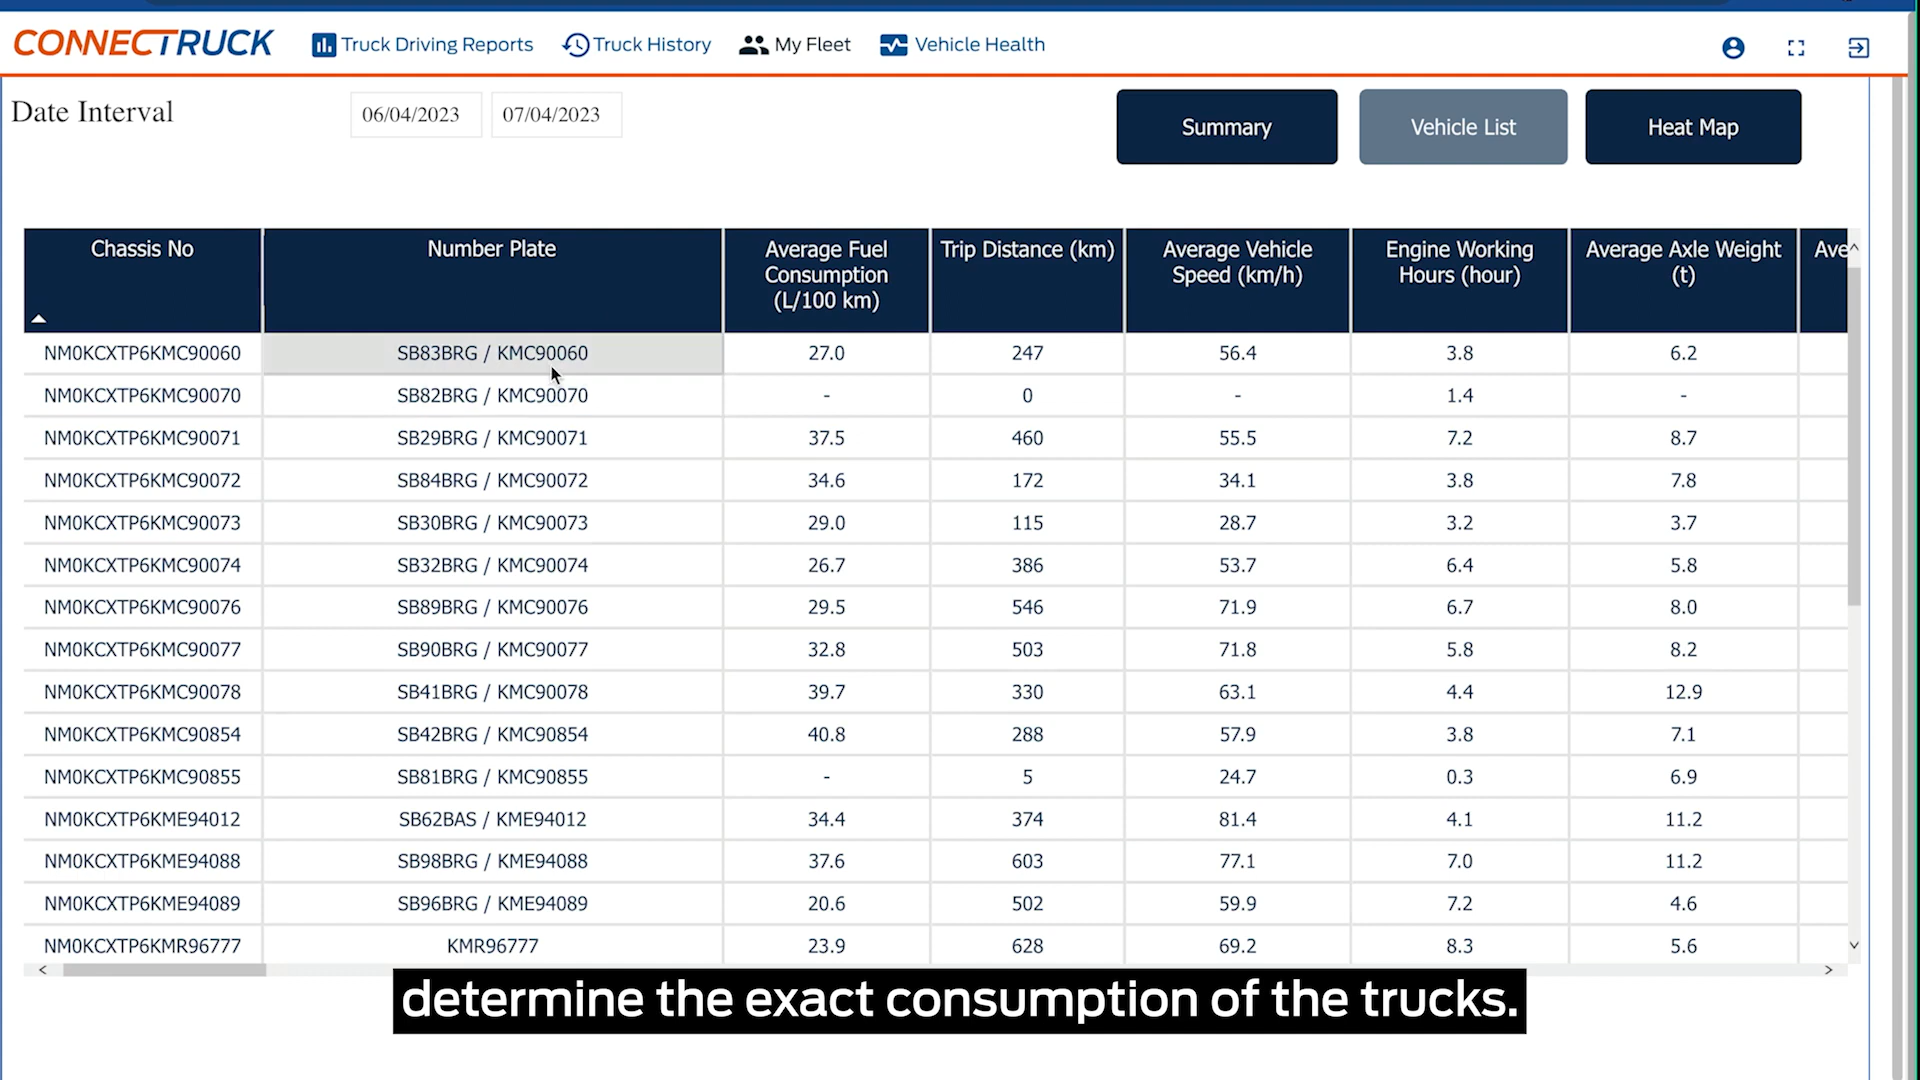 CONNECTRUCK Truck Driving Reports Truck History My Fleet Vehicle Health
Date Interval 06/04/2023 07/04/2023 Summary Vehicle List Heat Map
Chassis No Number Plate Average Fuel Consumption (L/100 km) Trip Distance (km) Average Vehicle Speed (km/h) Engine Working Hours (hour) Average Axle Weight (t) Ave
NM0KCXTP6KMC90060 SB83BRG / KMC90060 27.0 247 56.4 3.8 6.2
NM0KCXTP6KMC90070 SB82BRG / KMC90070 - 0 - 1.4 -
NM0KCXTP6KMC90071 SB29BRG / KMC90071 37.5 460 55.5 7.2 8.7
NM0KCXTP6KMC90072 SB84BRG / KMC90072 34.6 172 34.1 3.8 7.8
NM0KCXTP6KMC90073 SB30BRG / KMC90073 29.0 115 28.7 3.2 3.7
NM0KCXTP6KMC90074 SB32BRG / KMC90074 26.7 386 53.7 6.4 5.8
NM0KCXTP6KMC90076 SB89BRG / KMC90076 29.5 546 71.9 6.7 8.0
NM0KCXTP6KMC90077 SB90BRG / KMC90077 32.8 503 71.8 5.8 8.2
NM0KCXTP6KMC90078 SB41BRG / KMC90078 39.7 330 63.1 4.4 12.9
NM0KCXTP6KMC90854 SB42BRG / KMC90854 40.8 288 57.9 3.8 7.1
NM0KCXTP6KMC90855 SB81BRG / KMC90855 - 5 24.7 0.3 6.9
NM0KCXTP6KME94012 SB62BAS / KME94012 34.4 374 81.4 4.1 11.2
NM0KCXTP6KME94088 SB98BRG / KME94088 37.6 603 77.1 7.0 11.2
NM0KCXTP6KME94089 SB96BRG / KME94089 20.6 502 59.9 7.2 4.6
NM0KCXTP6KMR96777 KMR96777 23.9 628 69.2 8.3 5.6
determine the exact consumption of the trucks.